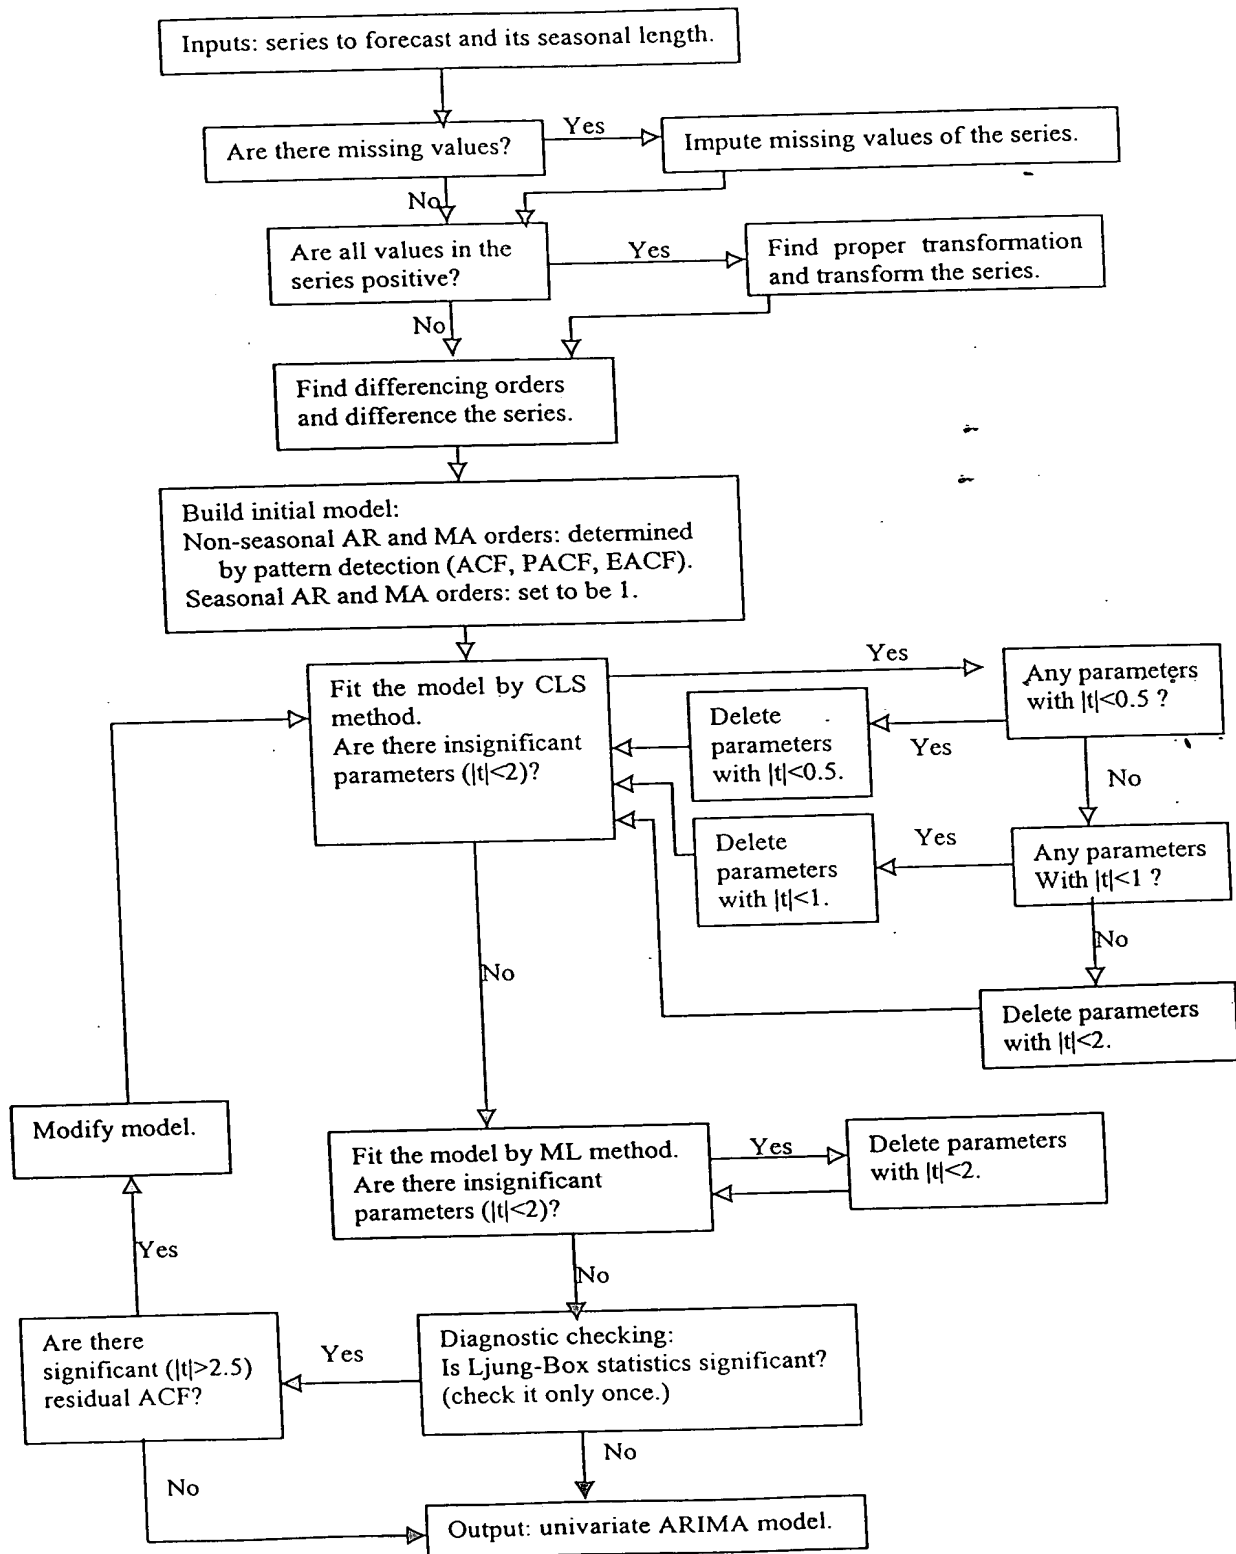 Inputs: series to forecast and its seasonal length.
Are there missing values?
Yes
Impute missing values of the series.
No
Are all values in the
series positive?
Yes
Find proper transformation
and transform the series.
No
Find differencing orders
and difference the series.
Build initial model:
Non-seasonal AR and MA orders: determined
by pattern detection (ACF, PACF, EACF).
Seasonal AR and MA orders: set to be 1.
Fit the model by CLS
method.
Are there insignificant
parameters (|t|<2)?
Yes
Any parameters
with |t|<0.5 ?
Yes
Delete
parameters
with |t|<0.5.
No
Any parameters
With |t|<1 ?
Yes
Delete
parameters
with |t|<1.
No
Delete parameters
with |t|<2.
No
Modify model.
Fit the model by ML method.
Are there insignificant
parameters (|t|<2)?
Yes
Delete parameters
with |t|<2.
No
Yes
Diagnostic checking:
Is Ljung-Box statistics significant?
(check it only once.)
Yes
Are there
significant (|t|>2.5)
residual ACF?
No
No
Output: univariate ARIMA model.